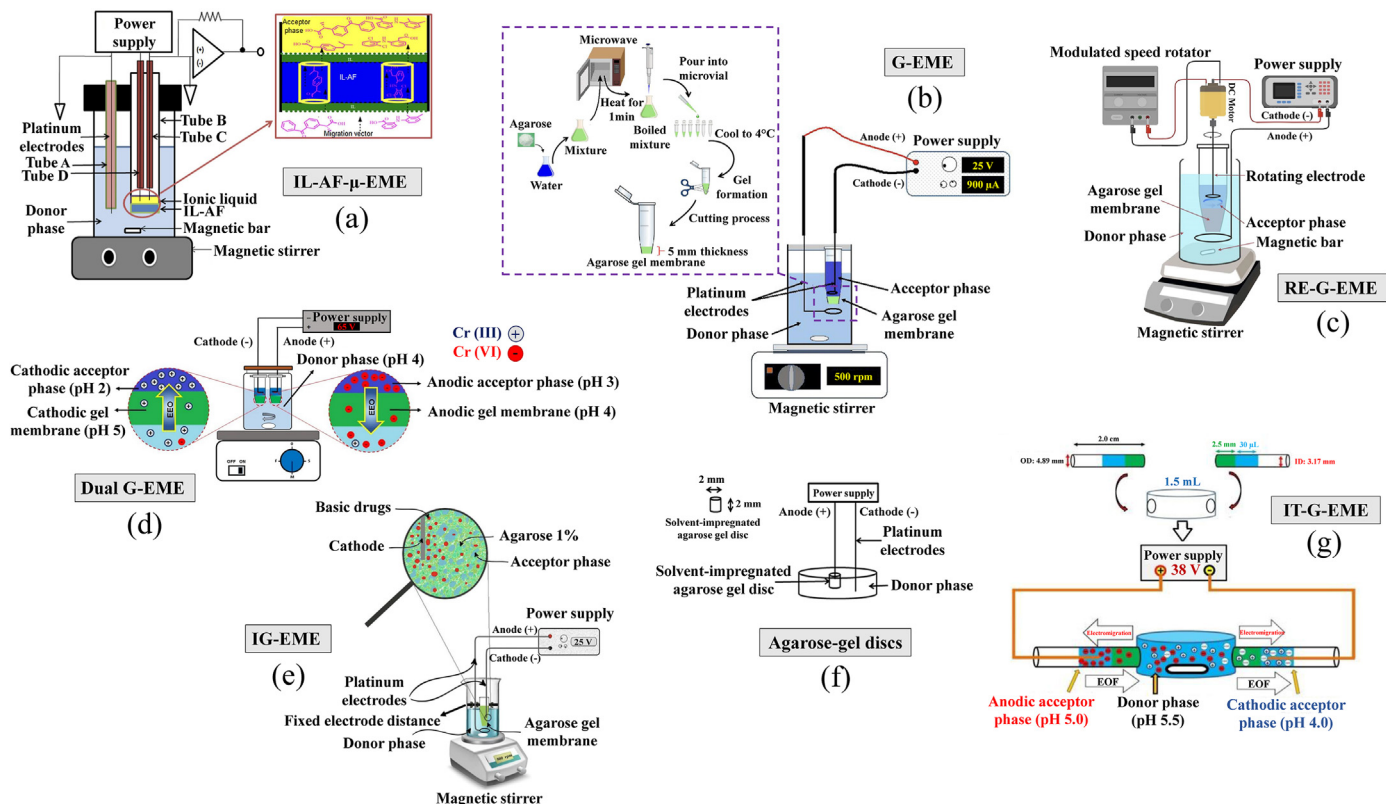 Power
supply
Acceptor
phase
IL-AF
IL
Migration vector
Platinum
electrodes
Tube A
Tube D
Tube B
Tube C
Donor
phase
Ionic liquid
IL-AF
Magnetic bar
Magnetic stirrer
IL-AF-μ-EME
(a)
Microwave
Pour into
microvial
Heat for
1min
Agarose
Mixture
Boiled
mixture
Cool to 4°C
Water
Gel
formation
Cutting process
5 mm thickness
Agarose gel membrane
G-EME
(b)
Anode (+)
Power supply
Cathode (-)
25 V
900 μA
Platinum
electrodes
Acceptor phase
Donor phase
Agarose gel
membrane
500 rpm
Magnetic stirrer
Modulated speed rotator
Power supply
DC Motor
Cathode (-)
Anode (+)
Rotating electrode
Agarose gel
membrane
Acceptor phase
Donor phase
Magnetic bar
RE-G-EME
Magnetic stirrer
(c)
Power supply
65 V
Cathode (-)
Anode (+)
Cr (III)
Cr (VI)
Donor phase (pH 4)
Cathodic acceptor
phase (pH 2)
Anodic acceptor phase (pH 3)
EEO
EEO
Cathodic gel
membrane (pH 5)
Anodic gel membrane (pH 4)
OFF ON
Dual G-EME
(d)
Basic drugs
Cathode
Agarose 1%
Acceptor phase
IG-EME
(e)
Power supply
Anode (+)
25 V
Cathode (-)
Platinum
electrodes
Fixed electrode distance
Donor phase
Agarose gel
membrane
Magnetic stirrer
2 mm
2 mm
Solvent-impregnated
agarose gel disc
Power supply
Anode (+)
Cathode (-)
Platinum
electrodes
Solvent-impregnated
agarose gel disc
Donor phase
Agarose-gel discs
(f)
2.0 cm
OD: 4.89 mm
2.5 mm
30 μL
ID: 3.17 mm
1.5 mL
IT-G-EME
(g)
Power supply
38 V
Electromigration
Electromigration
EOF
EOF
Anodic acceptor
phase (pH 5.0)
Donor phase
(pH 5.5)
Cathodic acceptor
phase (pH 4.0)